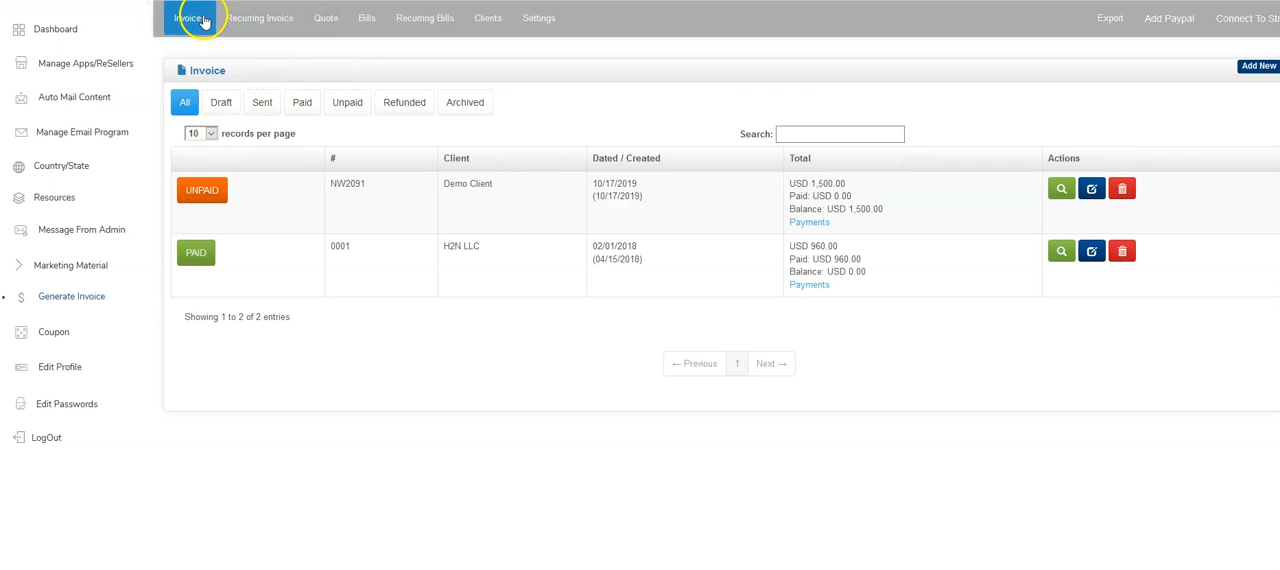 Invoice Recurring Invoice Quote Bills Recurring Bills Clients Settings Export Add Paypal Connect To
Dashboard
Manage Apps/ReSellers
Auto Mail Content
Manage Email Program
Country/State
Resources
Message From Admin
Marketing Material
Generate Invoice
Coupon
Edit Profile
Edit Passwords
LogOut
Invoice Add New
All Draft Sent Paid Unpaid Refunded Archived
10 records per page Search:
# Client Dated / Created Total Actions
UNPAID NW2091 Demo Client 10/17/2019 USD 1,500.00
(10/17/2019) Paid: USD 0.00
Balance: USD 1,500.00
Payments
PAID 0001 H2N LLC 02/01/2018 USD 960.00
(04/15/2018) Paid: USD 960.00
Balance: USD 0.00
Payments
Showing 1 to 2 of 2 entries
← Previous 1 Next →